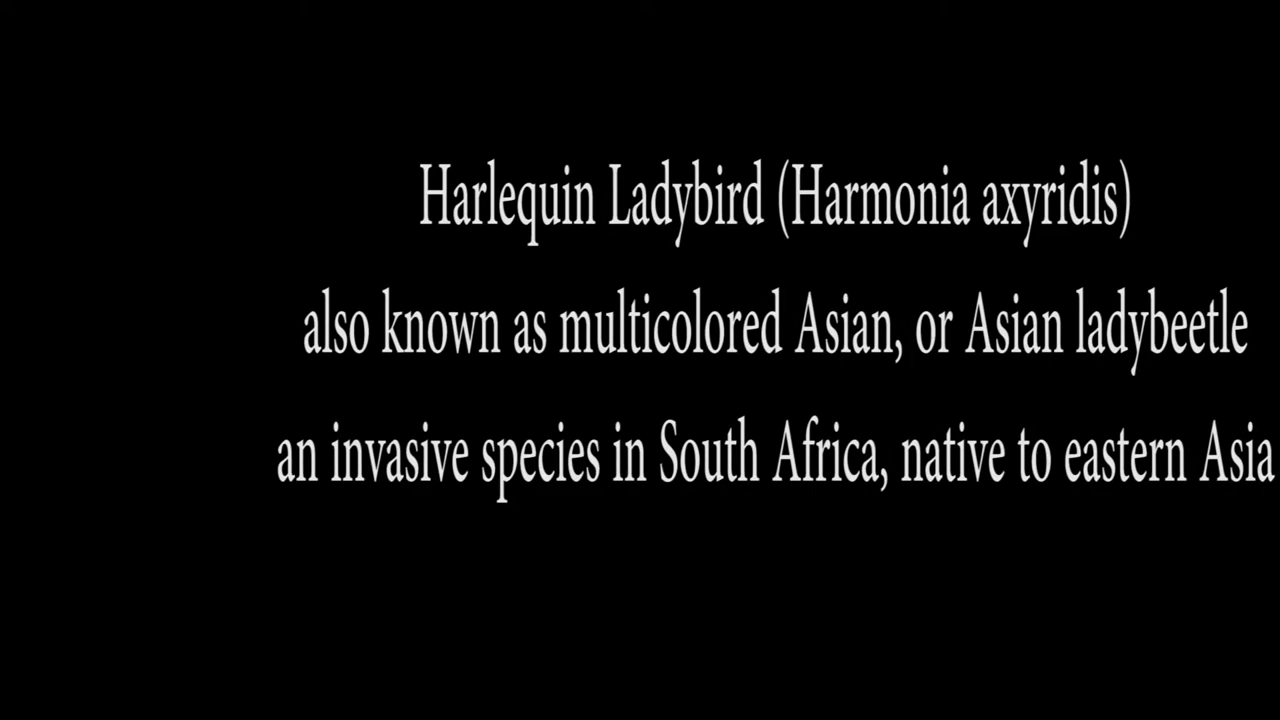 Harlequin Ladybird (Harmonia axyridis)
also known as multicolored Asian, or Asian ladybeetle
an invasive species in South Africa, native to eastern Asia